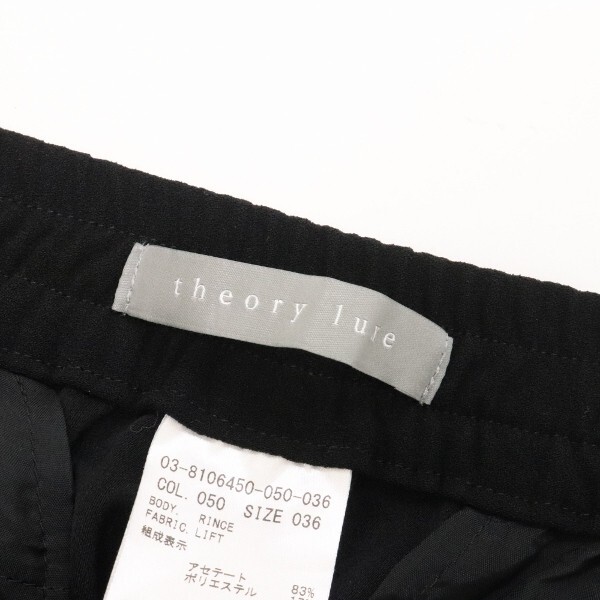 theory luxe
03-8106450-050-036
COL. 050 SIZE 036
BODY. RINCE
FABRIC. LIFT
組成表示
アセテート 83%
ポリエステル